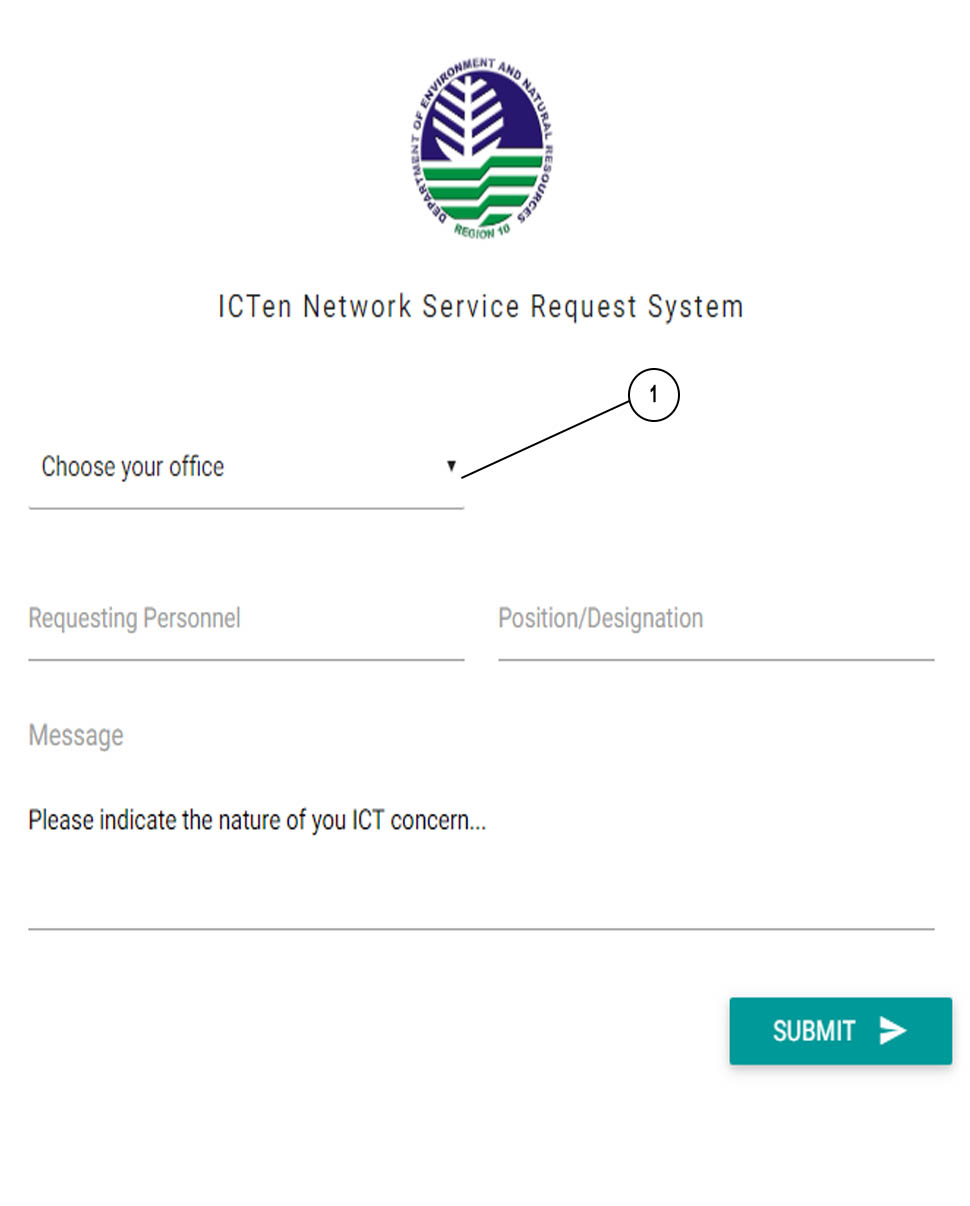 DEPARTMENT OF ENVIRONMENT AND NATURAL RESOURCES
REGION 10
ICTen Network Service Request System
1
Choose your office
Requesting Personnel Position/Designation
Message
Please indicate the nature of you ICT concern...
SUBMIT